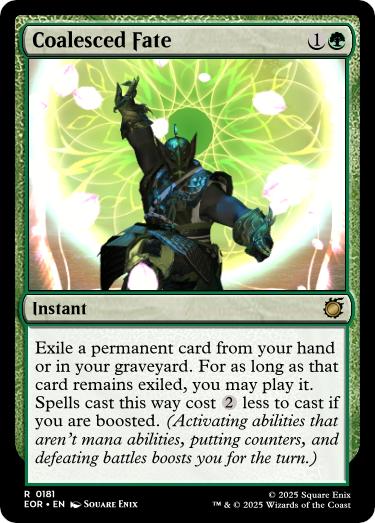 Coalesced Fate 1
Instant
Exile a permanent card from your hand
or in your graveyard. For as long as that
card remains exiled, you may play it.
Spells cast this way cost 2 less to cast if
you are boosted. (Activating abilities that
aren't mana abilities, putting counters, and
defeating battles boosts you for the turn.)
R 0181 © 2025 Square Enix
EOR • EN SQUARE ENIX ™ & © 2025 Wizards of the Coast